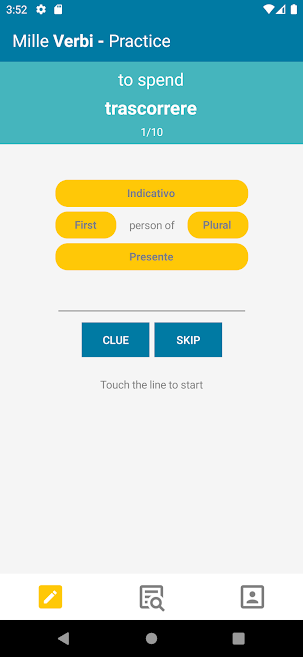 3:52
Mille Verbi - Practice
to spend
trascorrere
1/10
Indicativo
First person of Plural
Presente
CLUE SKIP
Touch the line to start